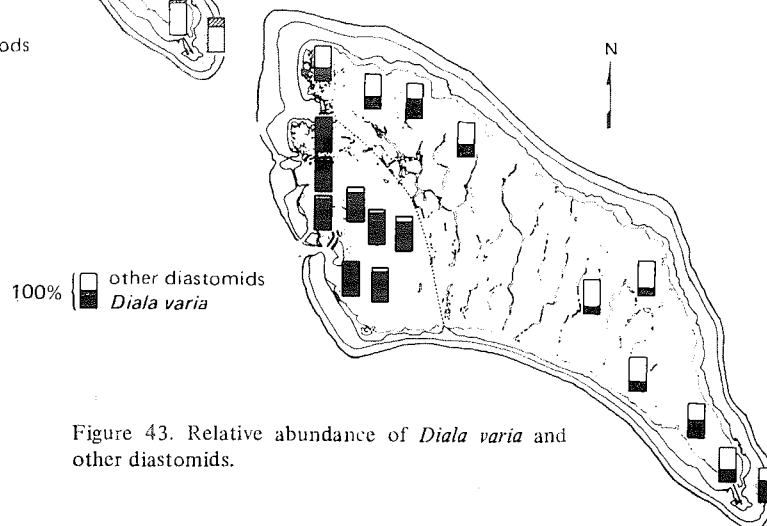 ods
N
100%
other diastomids
Diala varia
Figure 43. Relative abundance of Diala varia and
other diastomids.